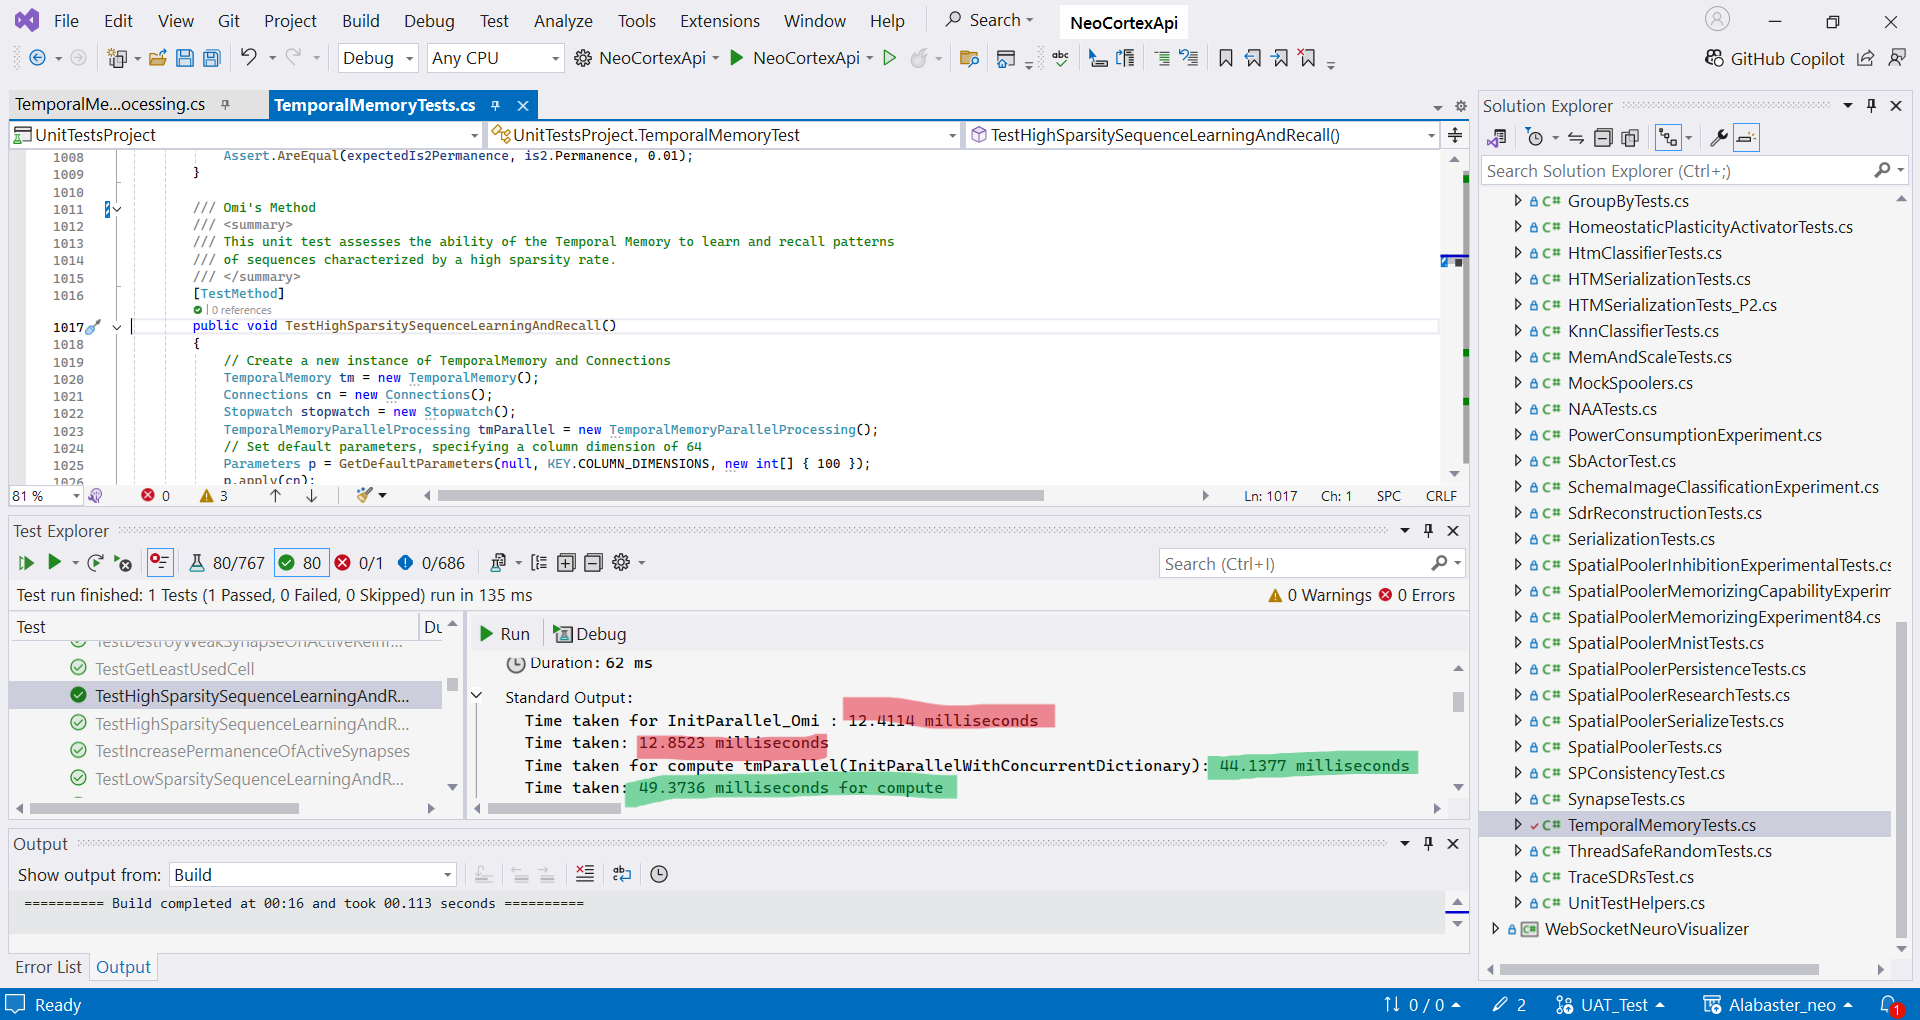 File Edit View Git Project Build Debug Test Analyze Tools Extensions Window Help Search NeoCortexApi
Debug Any CPU NeoCortexApi NeoCortexApi GitHub Copilot
TemporalMe...ocessing.cs TemporalMemoryTests.cs
UnitTestsProject UnitTestsProject.TemporalMemoryTest TestHighSparsitySequenceLearningAndRecall()
1008 Assert.AreEqual(expectedIs2Permanence, is2.Permanence, 0.01);
1009 }
1010
1011 /// Omi's Method
1012 /// <summary>
1013 /// This unit test assesses the ability of the Temporal Memory to learn and recall patterns
1014 /// of sequences characterized by a high sparsity rate.
1015 /// </summary>
1016 [TestMethod]
0 references
1017 public void TestHighSparsitySequenceLearningAndRecall()
1018 {
1019 // Create a new instance of TemporalMemory and Connections
1020 TemporalMemory tm = new TemporalMemory();
1021 Connections cn = new Connections();
1022 Stopwatch stopwatch = new Stopwatch();
1023 TemporalMemoryParallelProcessing tmParallel = new TemporalMemoryParallelProcessing();
1024 // Set default parameters, specifying a column dimension of 64
1025 Parameters p = GetDefaultParameters(null, KEY.COLUMN_DIMENSIONS, new int[] { 100 });
1026 p.apply(cn);
81 % 0 3 Ln: 1017 Ch: 1 SPC CRLF
Test Explorer
80/767 80 0/1 0/686 Search (Ctrl+I)
Test run finished: 1 Tests (1 Passed, 0 Failed, 0 Skipped) run in 135 ms 0 Warnings 0 Errors
Test Du
TestDestroyWeakSynapseOnActiveReinf...
TestGetLeastUsedCell
TestHighSparsitySequenceLearningAndR...
TestHighSparsitySequenceLearningAndR...
TestIncreasePermanenceOfActiveSynapses
TestLowSparsitySequenceLearningAndR...
Run Debug
Duration: 62 ms
Standard Output:
Time taken for InitParallel_Omi : 12.4114 milliseconds
Time taken: 12.8523 milliseconds
Time taken for compute tmParallel(InitParallelWithConcurrentDictionary): 44.1377 milliseconds
Time taken: 49.3736 milliseconds for compute
Output
Show output from: Build
========== Build completed at 00:16 and took 00.113 seconds ==========
Error List Output
Solution Explorer
Search Solution Explorer (Ctrl+;)
C# GroupByTests.cs
C# HomeostaticPlasticityActivatorTests.cs
C# HtmClassifierTests.cs
C# HTMSerializationTests.cs
C# HTMSerializationTests_P2.cs
C# KnnClassifierTests.cs
C# MemAndScaleTests.cs
C# MockSpoolers.cs
C# NAATests.cs
C# PowerConsumptionExperiment.cs
C# SbActorTest.cs
C# SchemaImageClassificationExperiment.cs
C# SdrReconstructionTests.cs
C# SerializationTests.cs
C# SpatialPoolerInhibitionExperimentalTests.cs
C# SpatialPoolerMemorizingCapabilityExperim
C# SpatialPoolerMemorizingExperiment84.cs
C# SpatialPoolerMnistTests.cs
C# SpatialPoolerPersistenceTests.cs
C# SpatialPoolerResearchTests.cs
C# SpatialPoolerSerializeTests.cs
C# SpatialPoolerTests.cs
C# SPConsistencyTest.cs
C# SynapseTests.cs
C# TemporalMemoryTests.cs
C# ThreadSafeRandomTests.cs
C# TraceSDRsTest.cs
C# UnitTestHelpers.cs
C# WebSocketNeuroVisualizer
Ready 0 / 0 2 UAT_Test Alabaster_neo 1